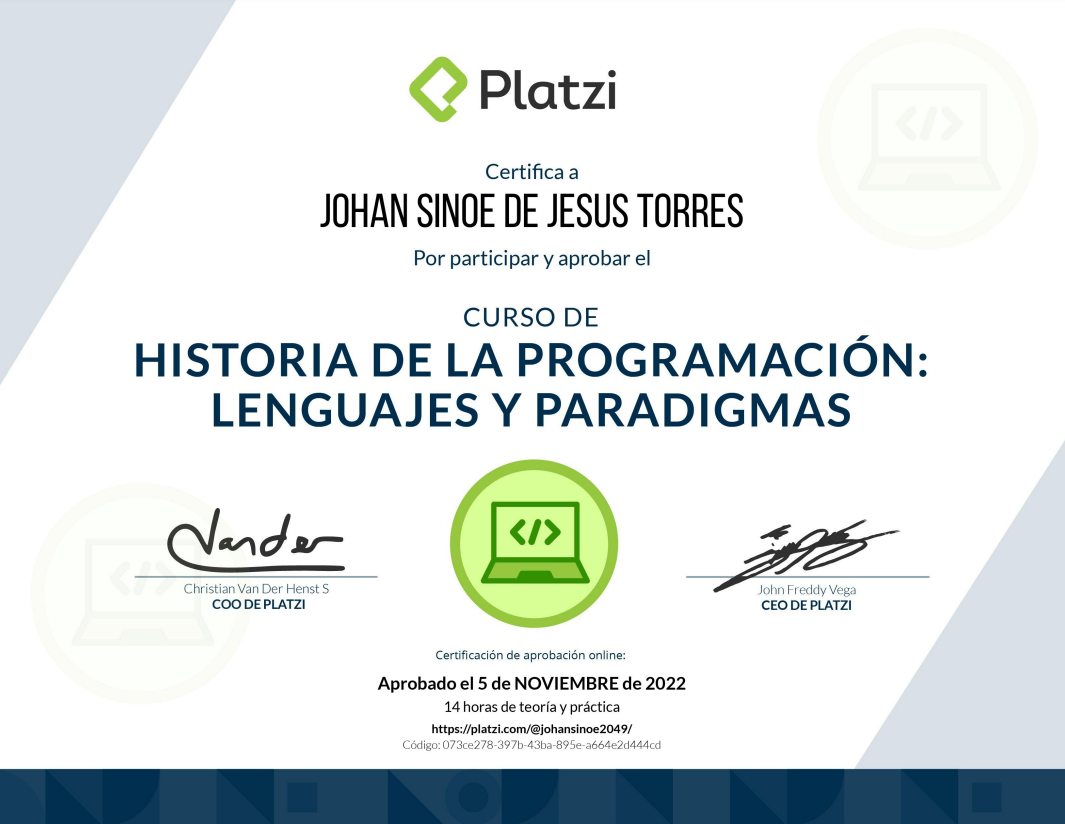 Platzi
Certifica a
JOHAN SINOE DE JESUS TORRES
Por participar y aprobar el
CURSO DE
HISTORIA DE LA PROGRAMACIÓN:
LENGUAJES Y PARADIGMAS
</>
Vander
Christian Van Der Henst S
COO DE PLATZI
John Freddy Vega
CEO DE PLATZI
Certificación de aprobación online:
Aprobado el 5 de NOVIEMBRE de 2022
14 horas de teoría y práctica
https://platzi.com/@johansinoe2049/
Código: 073ce278-397b-43ba-895e-a664e2d444cd